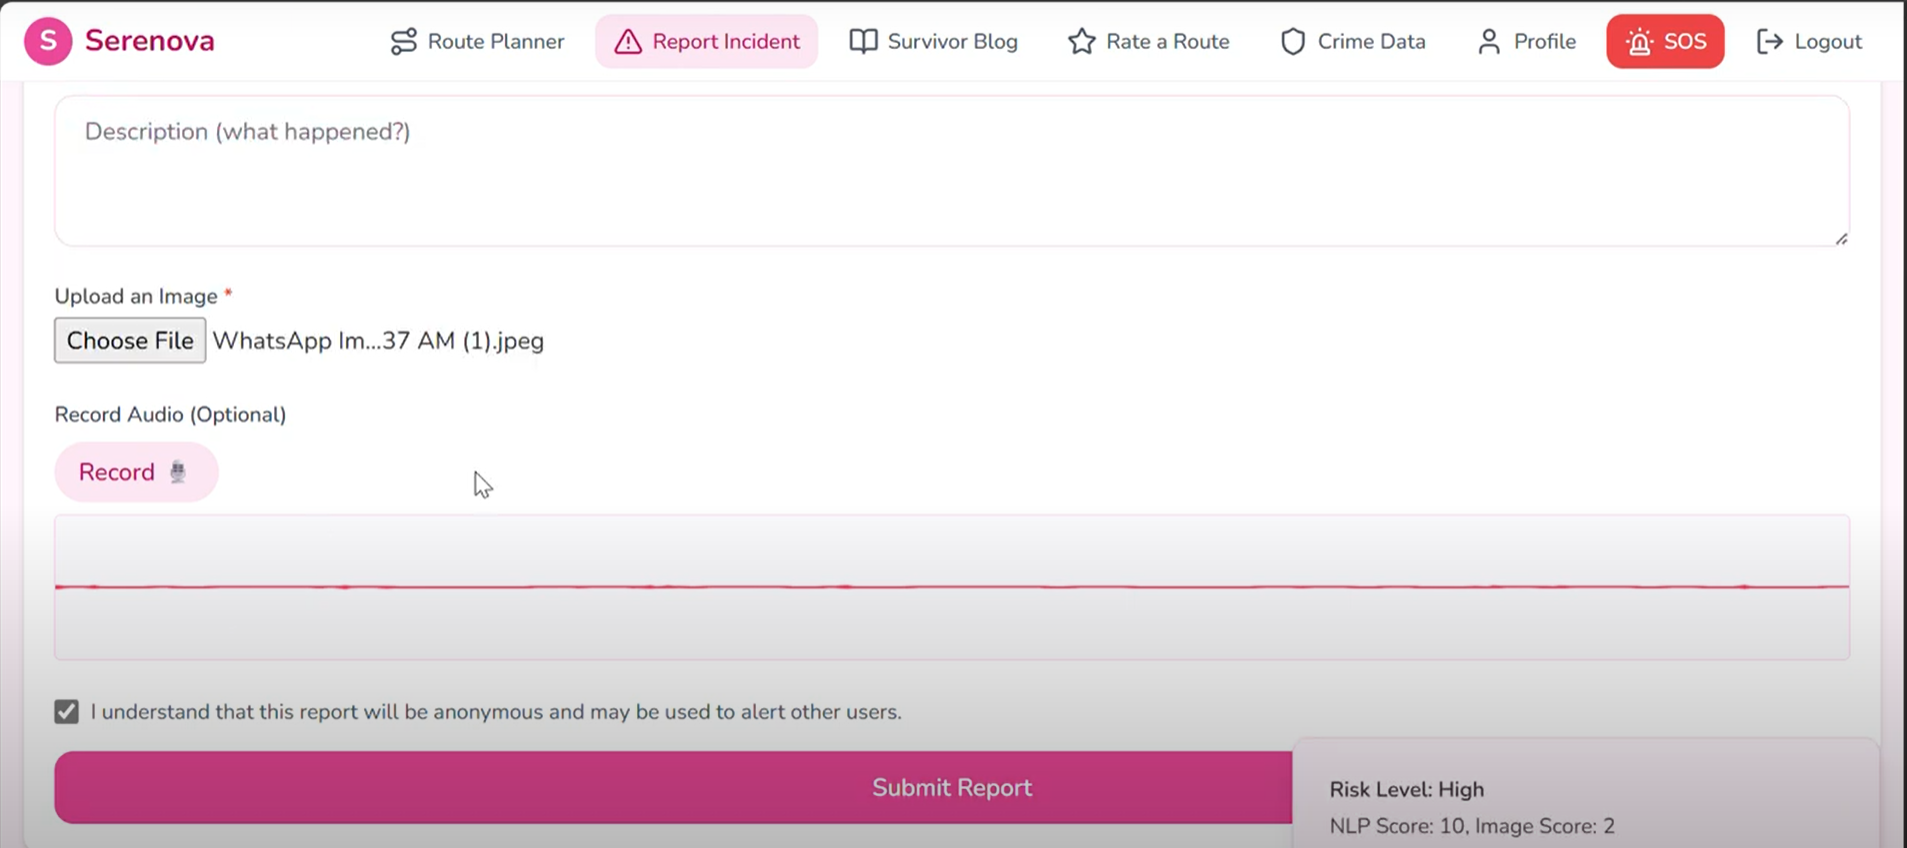 S Serenova Route Planner Report Incident Survivor Blog Rate a Route Crime Data Profile SOS Logout
Description (what happened?)
Upload an Image *
Choose File WhatsApp Im...37 AM (1).jpeg
Record Audio (Optional)
Record
I understand that this report will be anonymous and may be used to alert other users.
Submit Report
Risk Level: High
NLP Score: 10, Image Score: 2